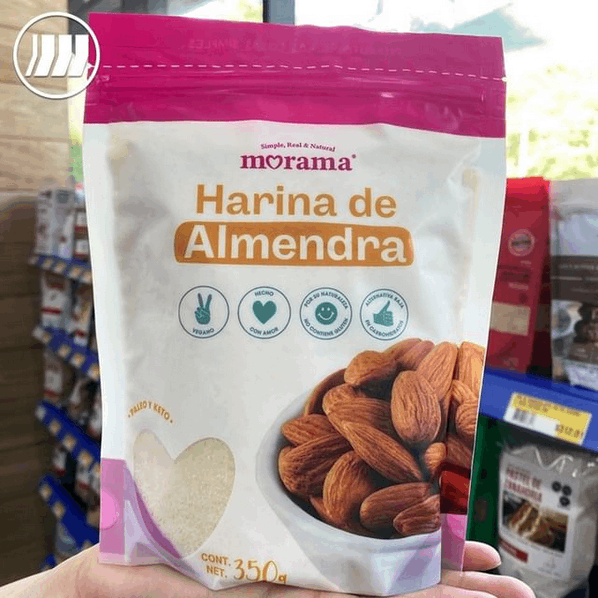 Simple, Real & Natural
morama®
Harina de
Almendra
VEGANO
HECHO
CON AMOR
POR SU NATURALEZA
NO CONTIENE GLUTEN
ALTERNATIVA BAJA
EN CARBOHIDRATOS
• PALEO Y KETO •
CONT.
NET. 350g